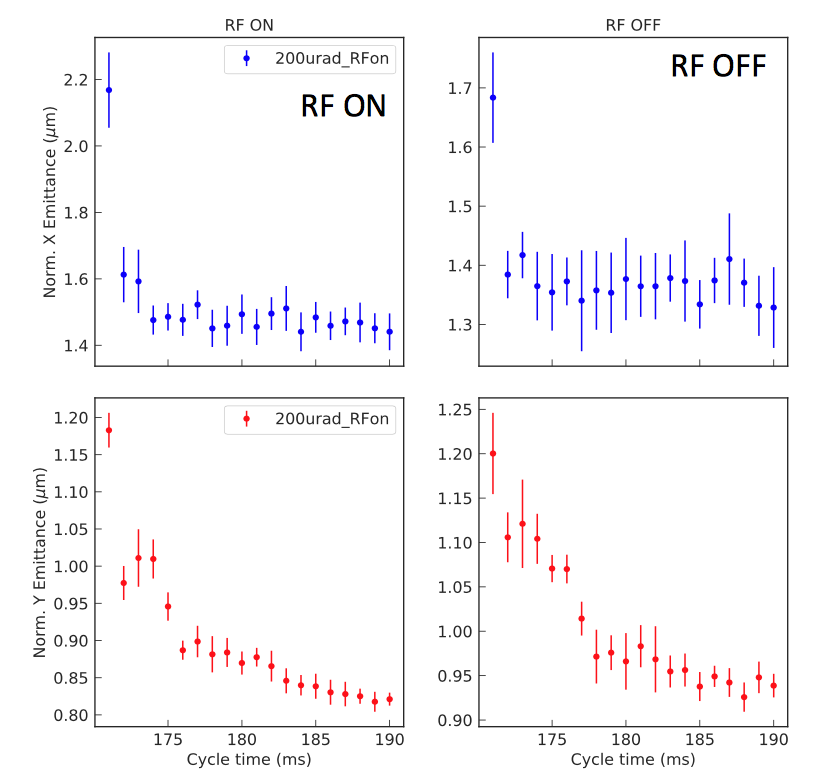 RF ON
RF OFF
200urad_RFon
RF ON
RF OFF
Norm. X Emittance (μm)
2.2
2.0
1.8
1.6
1.4
1.7
1.6
1.5
1.4
1.3
200urad_RFon
Norm. Y Emittance (μm)
1.20
1.15
1.10
1.05
1.00
0.95
0.90
0.85
0.80
175 180 185 190
Cycle time (ms)
1.25
1.20
1.15
1.10
1.05
1.00
0.95
0.90
175 180 185 190
Cycle time (ms)